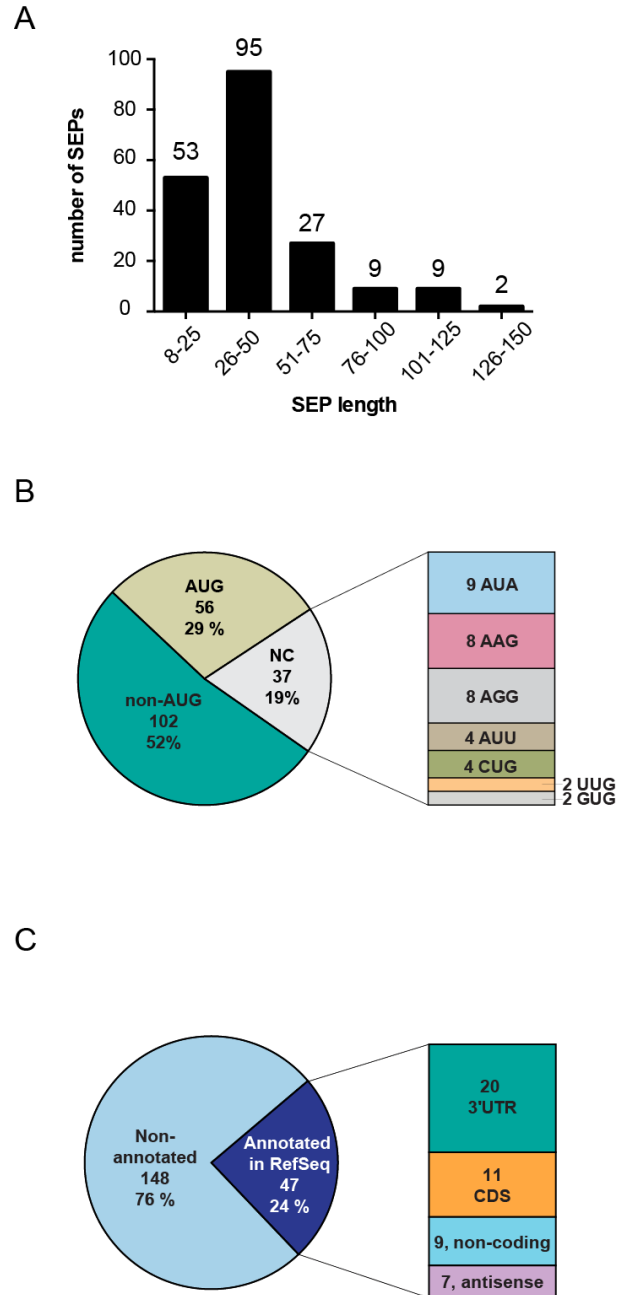 A
number of SEPs
100
80
60
40
20
0
53
95
27
9
9
2
8-25
26-50
51-75
76-100
101-125
126-150
SEP length
B
AUG
56
29 %
NC
37
19%
non-AUG
102
52%
9 AUA
8 AAG
8 AGG
4 AUU
4 CUG
2 UUG
2 GUG
C
Non-
annotated
148
76 %
Annotated
in RefSeq
47
24 %
20
3'UTR
11
CDS
9, non-coding
7, antisense